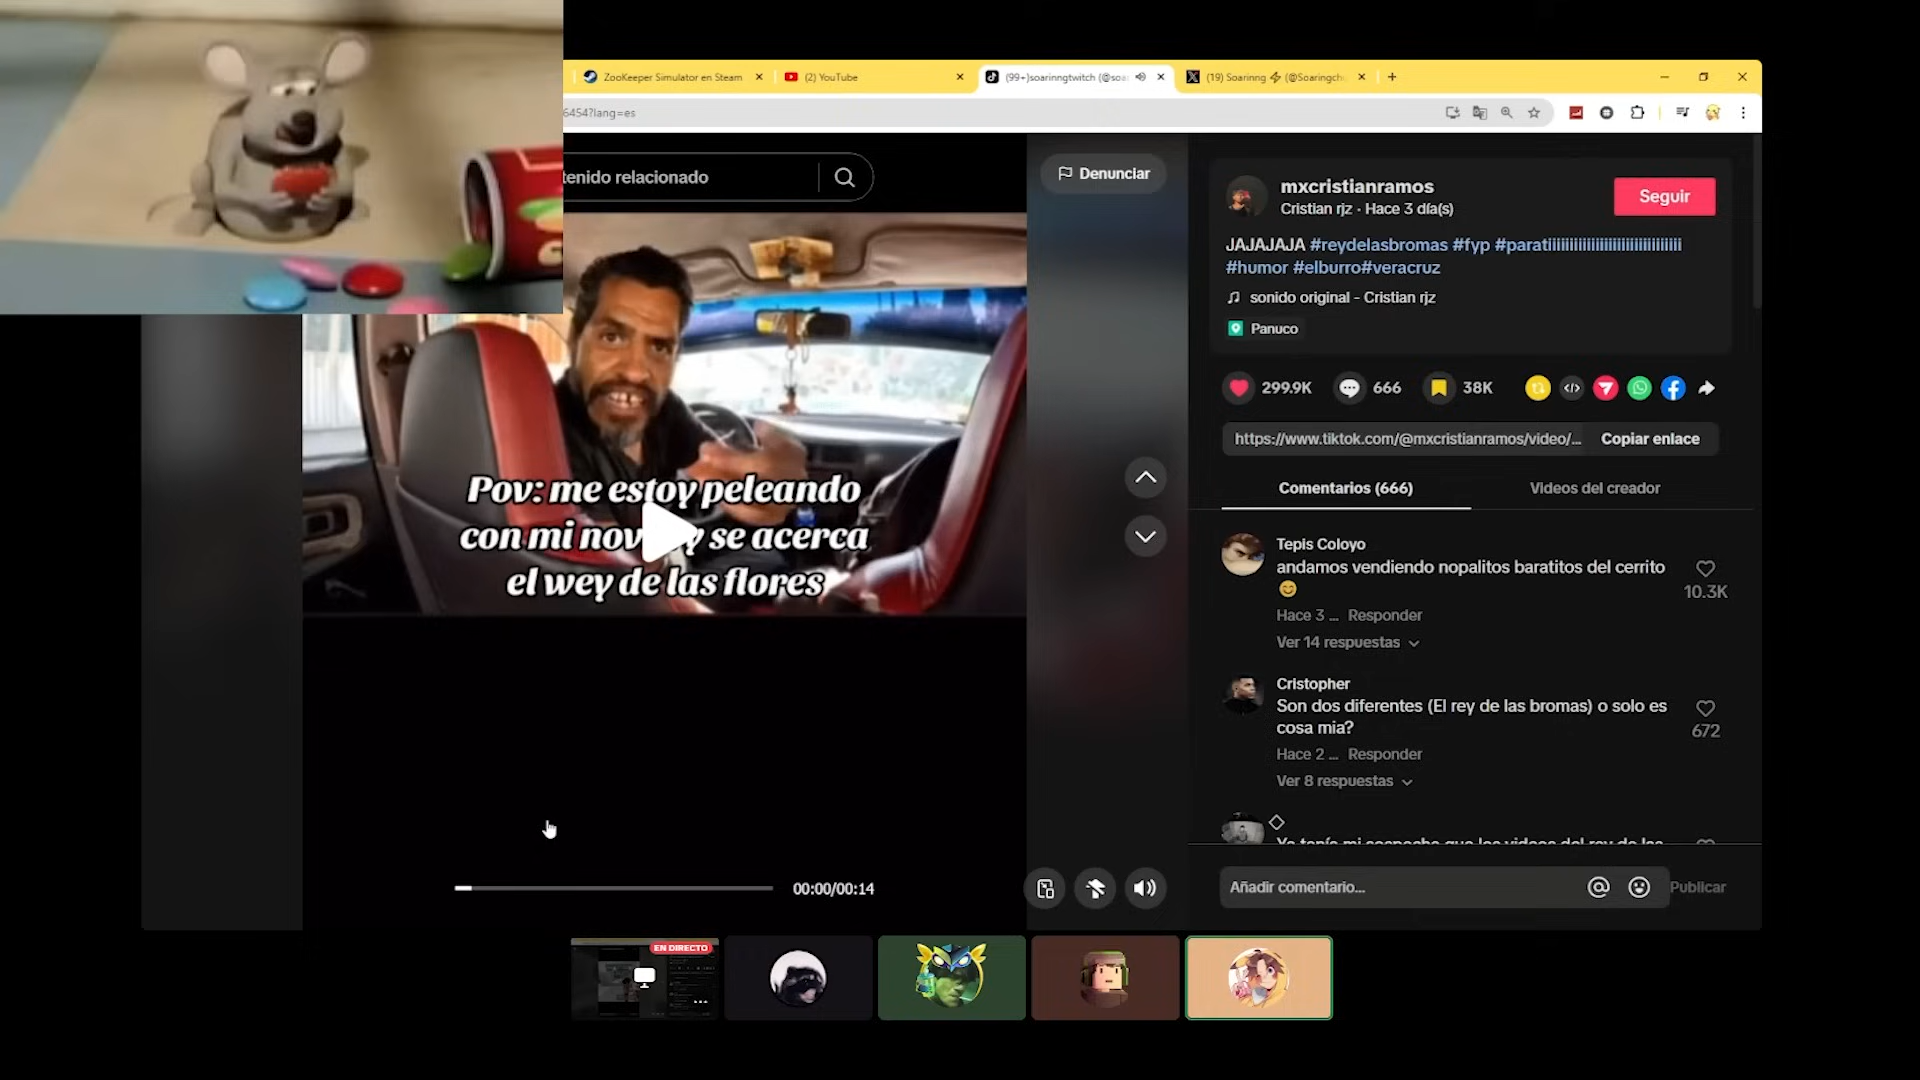 ZooKeeper Simulator en Steam
(2) YouTube
(99+)soarinngtwitch (@soa
(19) Soarinng ⚡ (@Soaringch
6454?lang=es
tenido relacionado
Denunciar
mxcristianramos
Cristian rjz · Hace 3 día(s)
Seguir
JAJAJAJA #reydelasbromas #fyp
#humor #elburro#veracruz
sonido original - Cristian rjz
Panuco
299.9K
666
38K
https://www.tiktok.com/@mxcristianramos/video/...
Copiar enlace
Comentarios (666)
Videos del creador
Pov: me estoy peleando
con mi se acerca
el wey de las flores
Tepis Coloyo
andamos vendiendo nopalitos baratitos del cerrito
😊
10.3K
Hace 3 ... Responder
Ver 14 respuestas
Cristopher
Son dos diferentes (El rey de las bromas) o solo es
cosa mia?
672
Hace 2 ... Responder
Ver 8 respuestas
00:00/00:14
Añadir comentario...
Publicar
EN DIRECTO